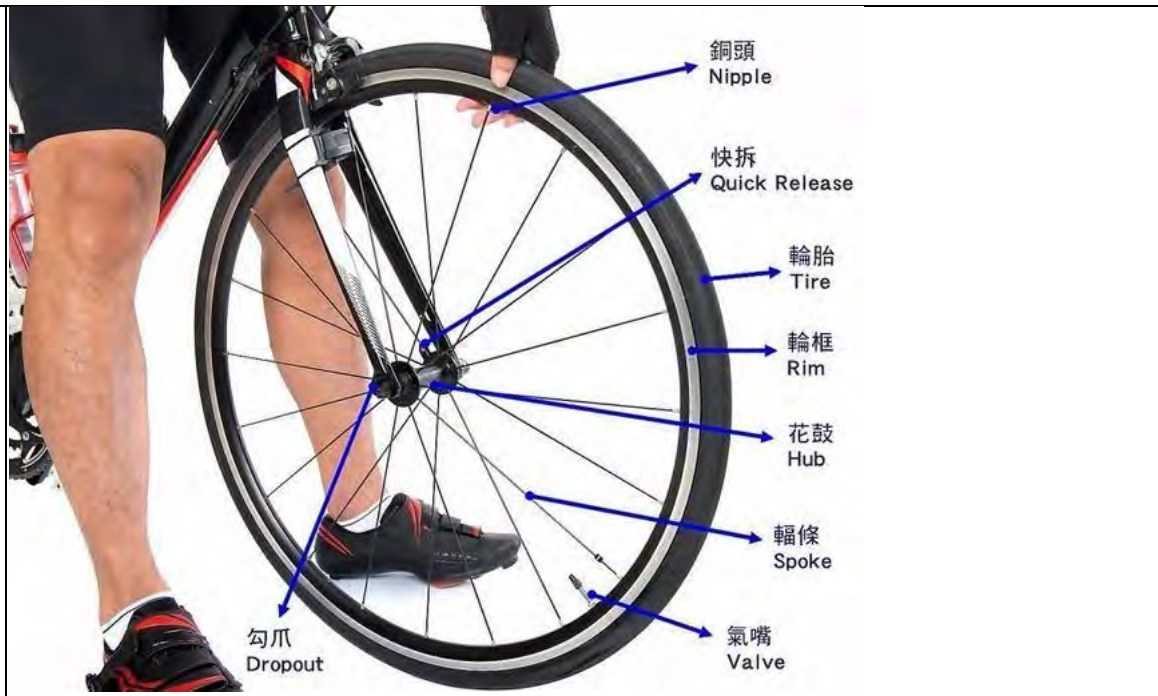 銅頭
Nipple
快拆
Quick Release
輪胎
Tire
輪框
Rim
花鼓
Hub
輻條
Spoke
氣嘴
Valve
勾爪
Dropout